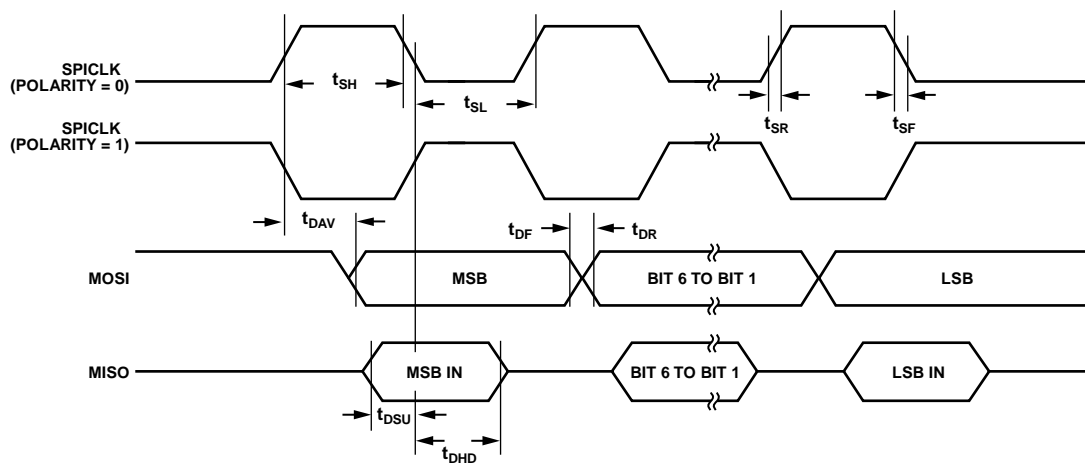 SPICLK
(POLARITY = 0)
tSH
tSL
tSR
tSF
SPICLK
(POLARITY = 1)
tDAV
tDF
tDR
MOSI
MSB
BIT 6 TO BIT 1
LSB
MISO
MSB IN
BIT 6 TO BIT 1
LSB IN
tDSU
tDHD